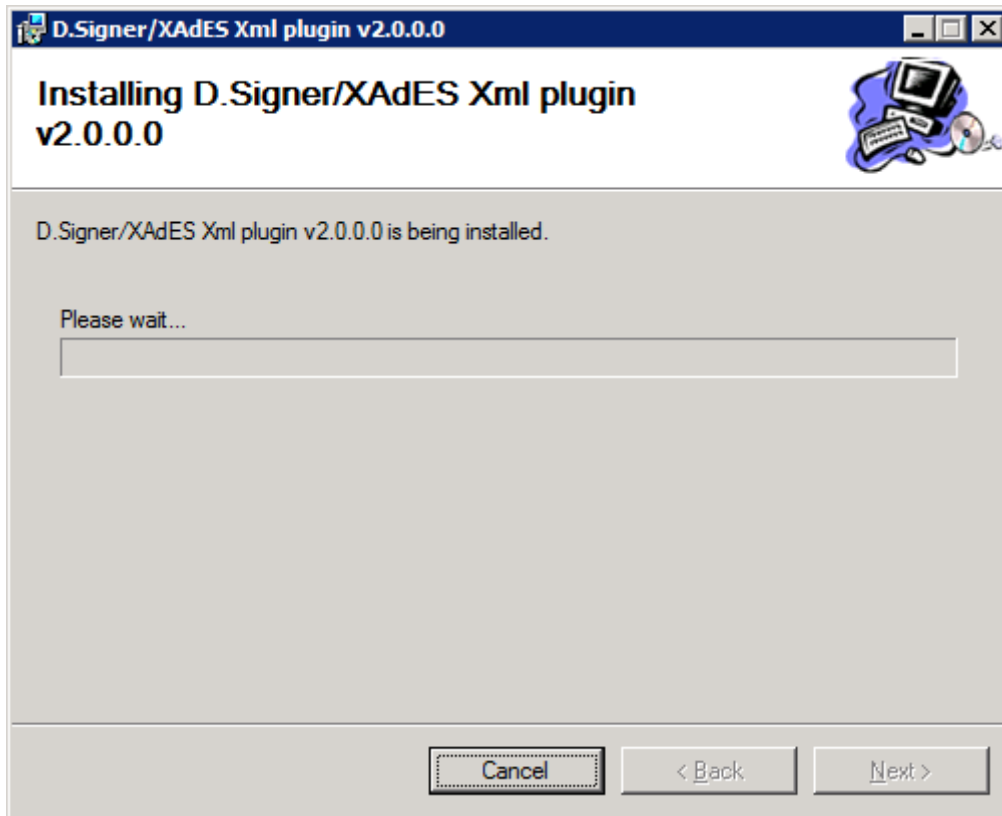 D.Signer/XAdES Xml plugin v2.0.0.0
Installing D.Signer/XAdES Xml plugin
v2.0.0.0
D.Signer/XAdES Xml plugin v2.0.0.0 is being installed.
Please wait...
Cancel
< Back
Next >